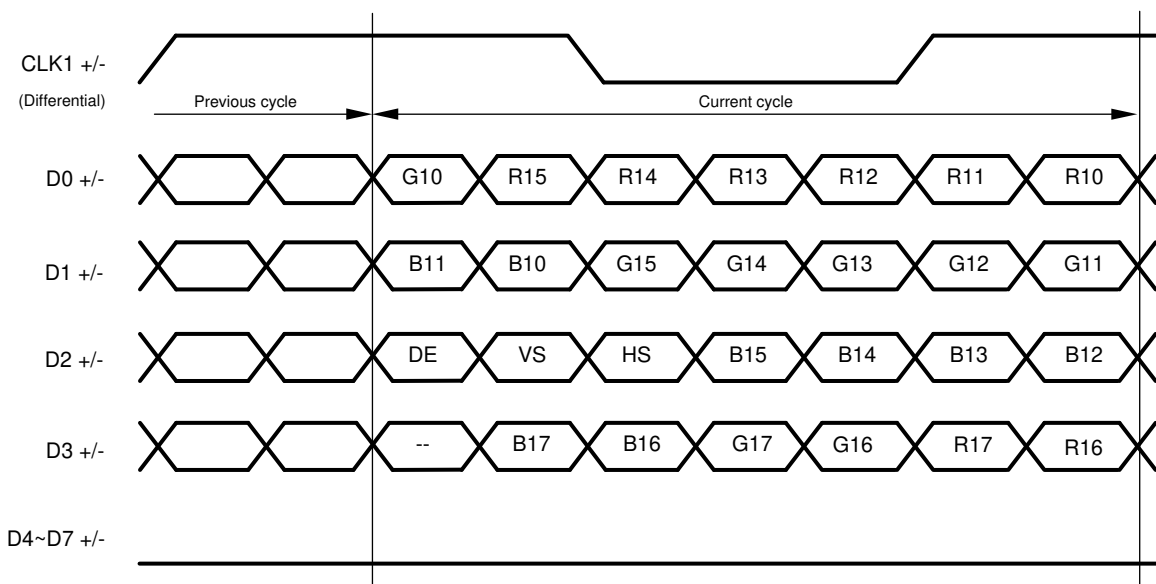 CLK1 +/-
(Differential)
Previous cycle
Current cycle
D0 +/-
G10 R15 R14 R13 R12 R11 R10
D1 +/-
B11 B10 G15 G14 G13 G12 G11
D2 +/-
DE VS HS B15 B14 B13 B12
D3 +/-
-- B17 B16 G17 G16 R17 R16
D4~D7 +/-